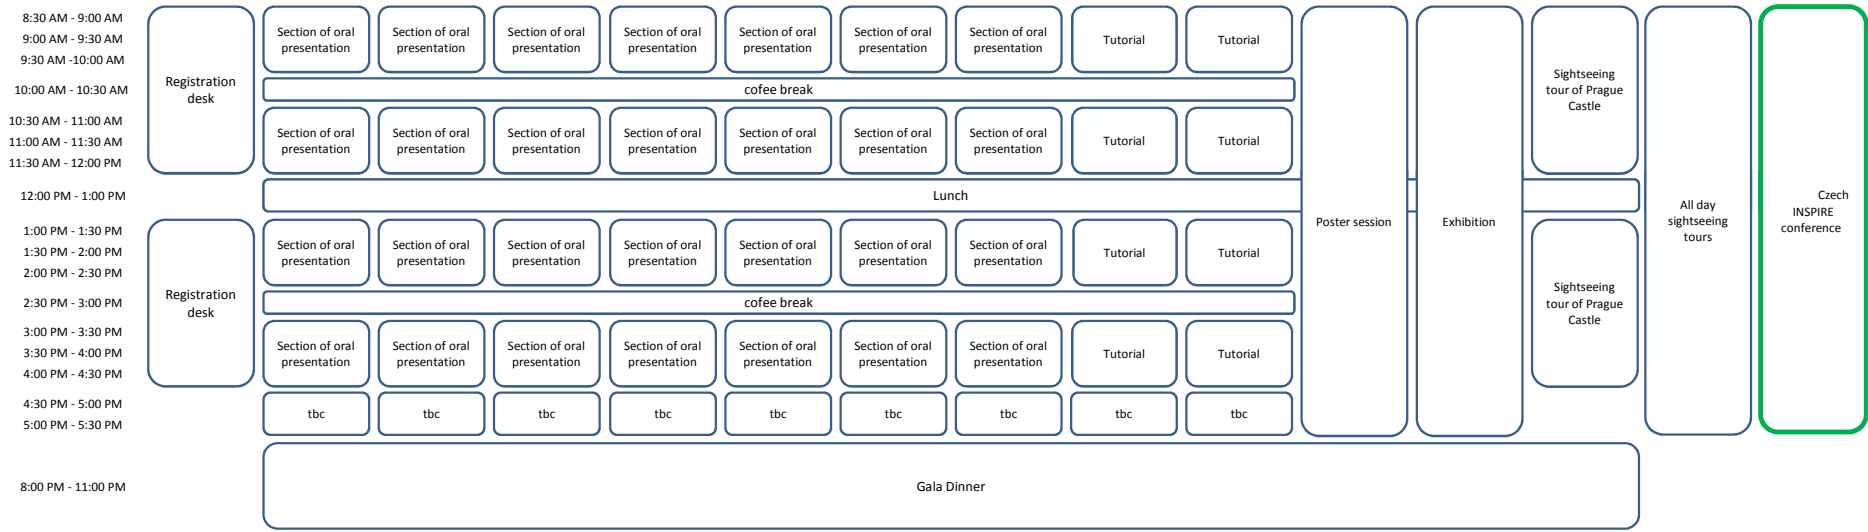 8:30 AM - 9:00 AM
9:00 AM - 9:30 AM
9:30 AM -10:00 AM
10:00 AM - 10:30 AM
10:30 AM - 11:00 AM
11:00 AM - 11:30 AM
11:30 AM - 12:00 PM
12:00 PM - 1:00 PM
1:00 PM - 1:30 PM
1:30 PM - 2:00 PM
2:00 PM - 2:30 PM
2:30 PM - 3:00 PM
3:00 PM - 3:30 PM
3:30 PM - 4:00 PM
4:00 PM - 4:30 PM
4:30 PM - 5:00 PM
5:00 PM - 5:30 PM
8:00 PM - 11:00 PM
Registration
desk
Registration
desk
Section of oral
presentation
Section of oral
presentation
Section of oral
presentation
Section of oral
presentation
Section of oral
presentation
Section of oral
presentation
Section of oral
presentation
Tutorial
Tutorial
cofee break
Section of oral
presentation
Section of oral
presentation
Section of oral
presentation
Section of oral
presentation
Section of oral
presentation
Section of oral
presentation
Section of oral
presentation
Tutorial
Tutorial
Lunch
Section of oral
presentation
Section of oral
presentation
Section of oral
presentation
Section of oral
presentation
Section of oral
presentation
Section of oral
presentation
Section of oral
presentation
Tutorial
Tutorial
cofee break
Section of oral
presentation
Section of oral
presentation
Section of oral
presentation
Section of oral
presentation
Section of oral
presentation
Section of oral
presentation
Section of oral
presentation
Tutorial
Tutorial
tbc
tbc
tbc
tbc
tbc
tbc
tbc
tbc
tbc
Poster session
Exhibition
Sightseeing
tour of Prague
Castle
Sightseeing
tour of Prague
Castle
All day
sightseeing
tours
Czech
INSPIRE
conference
Gala Dinner